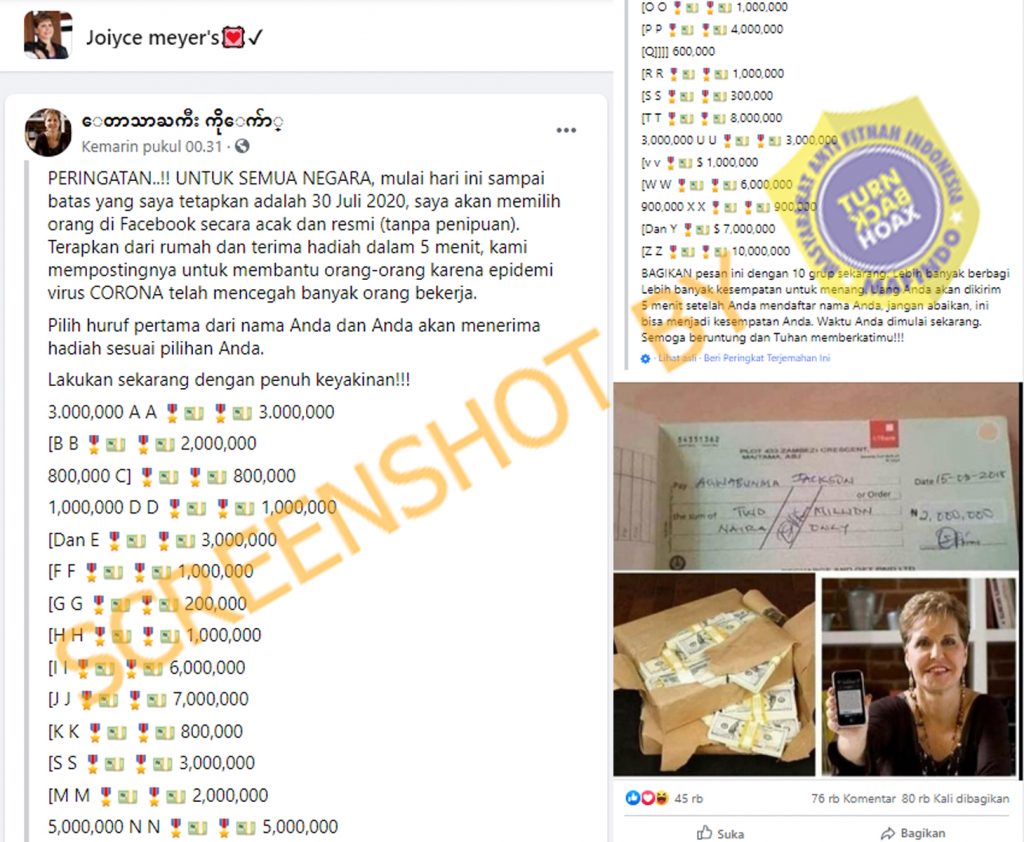 Joiyce meyer's💟✓
ေတာသာႀကီး ကိုေက်ာ္
Kemarin pukul 00.31 ·
PERINGATAN..!! UNTUK SEMUA NEGARA, mulai hari ini sampai
batas yang saya tetapkan adalah 30 Juli 2020, saya akan memilih
orang di Facebook secara acak dan resmi (tanpa penipuan).
Terapkan dari rumah dan terima hadiah dalam 5 menit, kami
mempostingnya untuk membantu orang-orang karena epidemi
virus CORONA telah mencegah banyak orang bekerja.
Pilih huruf pertama dari nama Anda dan Anda akan menerima
hadiah sesuai pilihan Anda.
Lakukan sekarang dengan penuh keyakinan!!!
3.000,000 A A 🎖💵 🎖💵 3.000,000
[B B 🎖💵 🎖💵 2,000,000
800,000 C] 🎖💵 🎖💵 800,000
1,000,000 D D 🎖💵 🎖💵 1,000,000
[Dan E 🎖💵 🎖💵 3,000,000
[F F 🎖💵 🎖💵 1,000,000
[G G 🎖💵 🎖💵 200,000
[H H 🎖💵 🎖💵 1,000,000
[I I 🎖💵 🎖💵 6,000,000
[J J 🎖💵 🎖💵 7,000,000
[K K 🎖💵 🎖💵 800,000
[S S 🎖💵 🎖💵 3,000,000
[M M 🎖💵 🎖💵 2,000,000
5,000,000 N N 🎖💵 🎖💵 5,000,000
[O O 🎖💵 🎖💵 1,000,000
[P P 🎖💵 🎖💵 4,000,000
[Q]]]] 600,000
[R R 🎖💵 🎖💵 1,000,000
[S S 🎖💵 🎖💵 300,000
[T T 🎖💵 🎖💵 8,000,000
3,000,000 U U 🎖💵 🎖💵 3,000,000
[v v 🎖💵 $ 1,000,000
[W W 🎖💵 🎖💵 6,000,000
900,000 X X 🎖💵 🎖💵 900,000
[Dan Y 🎖💵 $ 7,000,000
[Z Z 🎖💵 🎖💵 10,000,000
BAGIKAN pesan ini dengan 10 grup sekarang. Lebih banyak berbagi
Lebih banyak kesempatan untuk menang. Uang Anda akan dikirim
5 menit setelah Anda mendaftar nama Anda, jangan abaikan, ini
bisa menjadi kesempatan Anda. Waktu Anda dimulai sekarang.
Semoga beruntung dan Tuhan memberkatimu!!!
· Lihat asli · Beri Peringkat Terjemahan Ini
SCREENSHOT BY
MASYARAKAT ANTI FITNAH INDONESIA
TURN
BACK
HOAX
MAFINDO
54351362
PLOT 433 ZAMBEZI CRESCENT,
MAITAMA, ABJ
GTBank
Pay AGWABUNMA JACKSON
or Order
Date 15-03-2018
the sum of TWO MILLION
NAIRA ONLY
₦2,000,000
45 rb
76 rb Komentar 80 rb Kali dibagikan
Suka
Bagikan